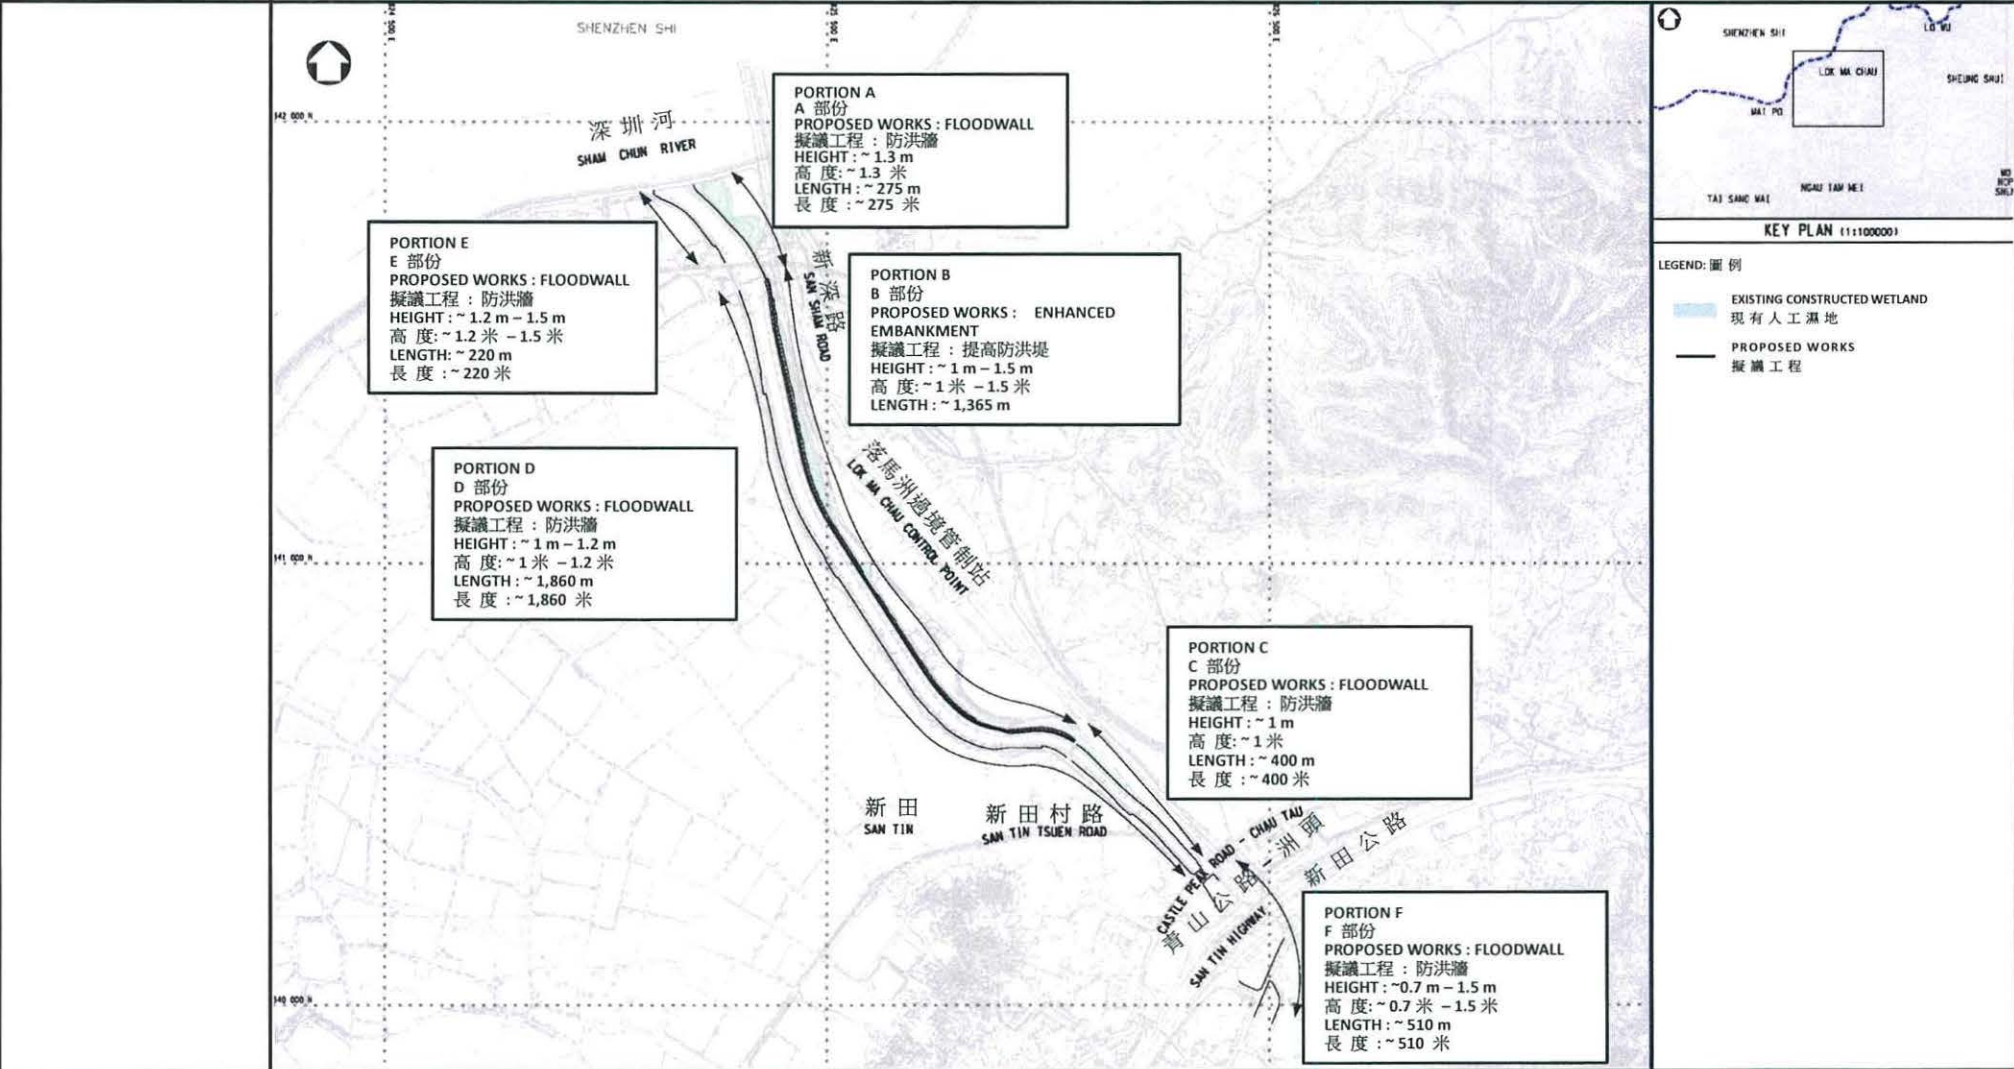 SHENZHEN SHI
深圳河
SHAM CHUN RIVER
PORTION A
A 部份
PROPOSED WORKS : FLOODWALL
擬議工程 : 防洪牆
HEIGHT : ~ 1.3 m
高 度: ~ 1.3 米
LENGTH : ~ 275 m
長 度 : ~ 275 米
PORTION E
E 部份
PROPOSED WORKS : FLOODWALL
擬議工程 : 防洪牆
HEIGHT : ~ 1.2 m – 1.5 m
高 度: ~ 1.2 米 – 1.5 米
LENGTH: ~ 220 m
長 度 : ~ 220 米
新深路
SAN SHAM ROAD
PORTION B
B 部份
PROPOSED WORKS : ENHANCED
EMBANKMENT
擬議工程 : 提高防洪堤
HEIGHT : ~ 1 m – 1.5 m
高 度: ~ 1 米 – 1.5 米
LENGTH : ~ 1,365 m
PORTION D
D 部份
PROPOSED WORKS : FLOODWALL
擬議工程 : 防洪牆
HEIGHT : ~ 1 m – 1.2 m
高 度: ~ 1 米 – 1.2 米
LENGTH : ~ 1,860 m
長 度 : ~ 1,860 米
落馬洲過境管制站
LOK MA CHAU CONTROL POINT
PORTION C
C 部份
PROPOSED WORKS : FLOODWALL
擬議工程 : 防洪牆
HEIGHT : ~ 1 m
高 度: ~ 1 米
LENGTH : ~ 400 m
長 度 : ~ 400 米
新田
SAN TIN
新田村路
SAN TIN TSUEN ROAD
CASTLE PEAK ROAD - CHAU TAU
青山公路 - 洲頭
新田公路
SAN TIN HIGHWAY
PORTION F
F 部份
PROPOSED WORKS : FLOODWALL
擬議工程 : 防洪牆
HEIGHT : ~0.7 m – 1.5 m
高 度: ~ 0.7 米 – 1.5 米
LENGTH : ~ 510 m
長 度 : ~ 510 米
SHENZHEN SHI
LO WU
LOK MA CHAU
SHEUNG SHUI
MAI PO
NGAU TAM MEI
TAI SANG WAI
KEY PLAN (1:100000)
LEGEND: 圖例
EXISTING CONSTRUCTED WETLAND
現有人工濕地
PROPOSED WORKS
擬議工程